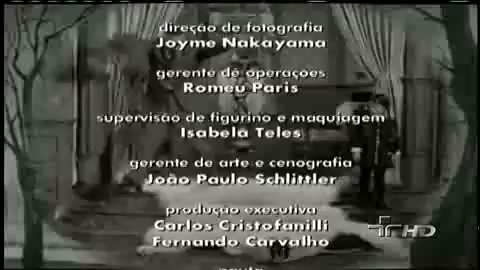 direção de fotografia
Joyme Nakayama
gerente de operações
Romeu Paris
supervisão de figurino e maquiagem
Isabela Teles
gerente de arte e cenografia
João Paulo Schlittler
produção executiva
Carlos Cristofanilli
Fernando Carvalho
HD